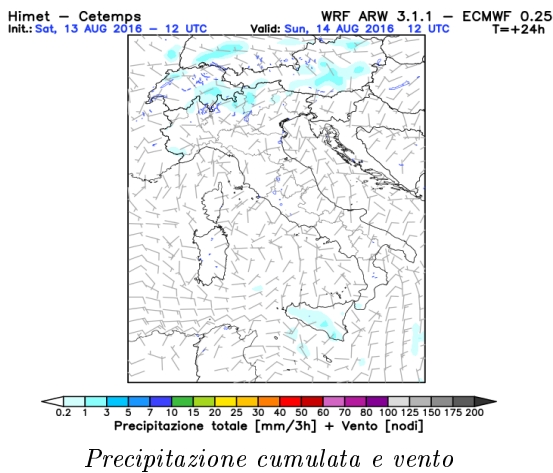 Himet – Cetemps WRF ARW 3.1.1 – ECMWF 0.25
Init.: Sat, 13 AUG 2016 – 12 UTC Valid: Sun, 14 AUG 2016 12 UTC T=+24h
0.2 1 3 5 7 10 15 20 25 30 40 50 60 70 80 100 125 150 175 200
Precipitazione totale [mm/3h] + Vento [nodi]
Precipitazione cumulata e vento